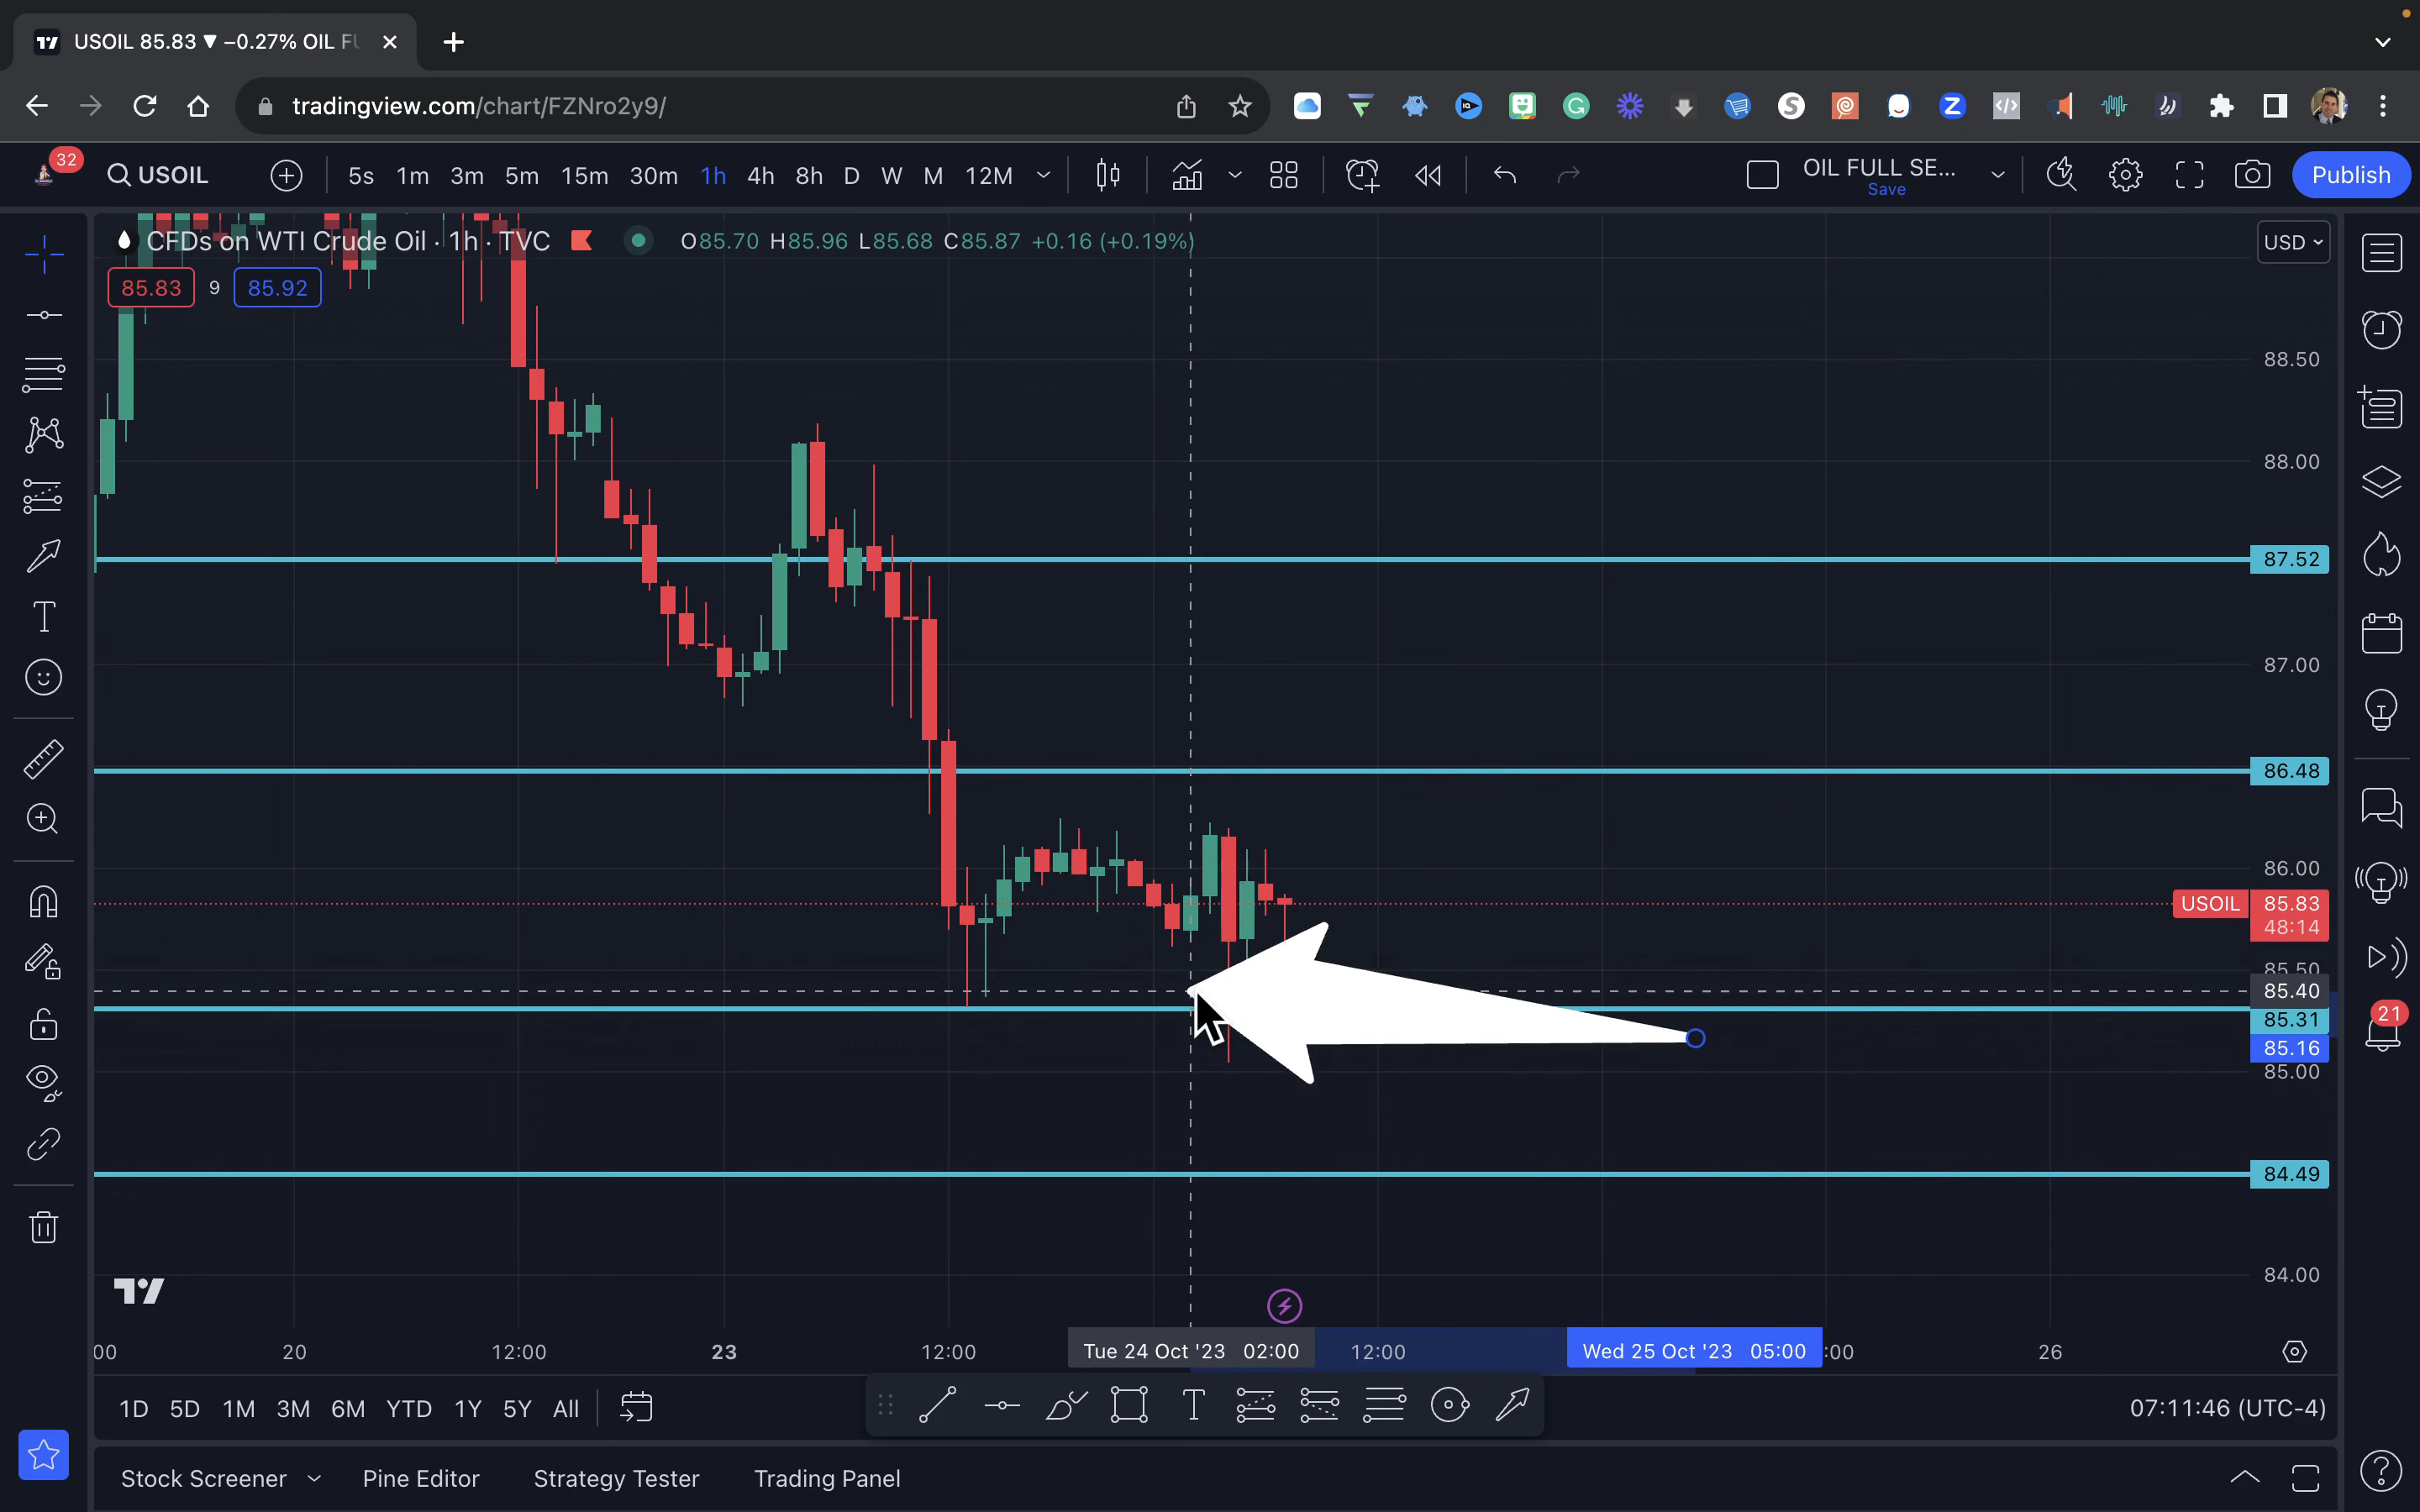 USOIL 85.83 ▼ −0.27% OIL FU
tradingview.com/chart/FZNro2y9/
32
USOIL
5s 1m 3m 5m 15m 30m 1h 4h 8h D W M 12M
OIL FULL SE...
Save
Publish
CFDs on WTI Crude Oil · 1h · TVC
O85.70 H85.96 L85.68 C85.87 +0.16 (+0.19%)
USD
85.83 9 85.92
88.50
88.00
87.52
87.00
86.48
86.00
USOIL 85.83
48:14
85.50
85.40
85.31
85.16
85.00
84.49
84.00
21
00 20 12:00 23 12:00 Tue 24 Oct '23 02:00 12:00 Wed 25 Oct '23 05:00 :00 26
1D 5D 1M 3M 6M YTD 1Y 5Y All
07:11:46 (UTC-4)
Stock Screener Pine Editor Strategy Tester Trading Panel